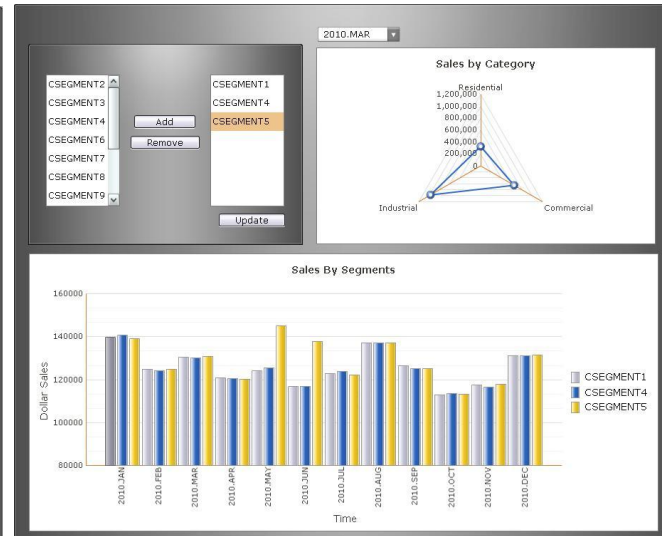 2010.MAR
CSEGMENT2
CSEGMENT3
CSEGMENT4
CSEGMENT6
CSEGMENT7
CSEGMENT8
CSEGMENT9
Add
Remove
CSEGMENT1
CSEGMENT4
CSEGMENT5
Update
Sales by Category
Residential
1,200,000
1,000,000
800,000
600,000
400,000
200,000
0
Industrial
Commercial
Sales By Segments
Dollar Sales
160000
140000
120000
100000
80000
2010.JAN
2010.FEB
2010.MAR
2010.APR
2010.MAY
2010.JUN
2010.JUL
2010.AUG
2010.SEP
2010.OCT
2010.NOV
2010.DEC
Time
CSEGMENT1
CSEGMENT4
CSEGMENT5